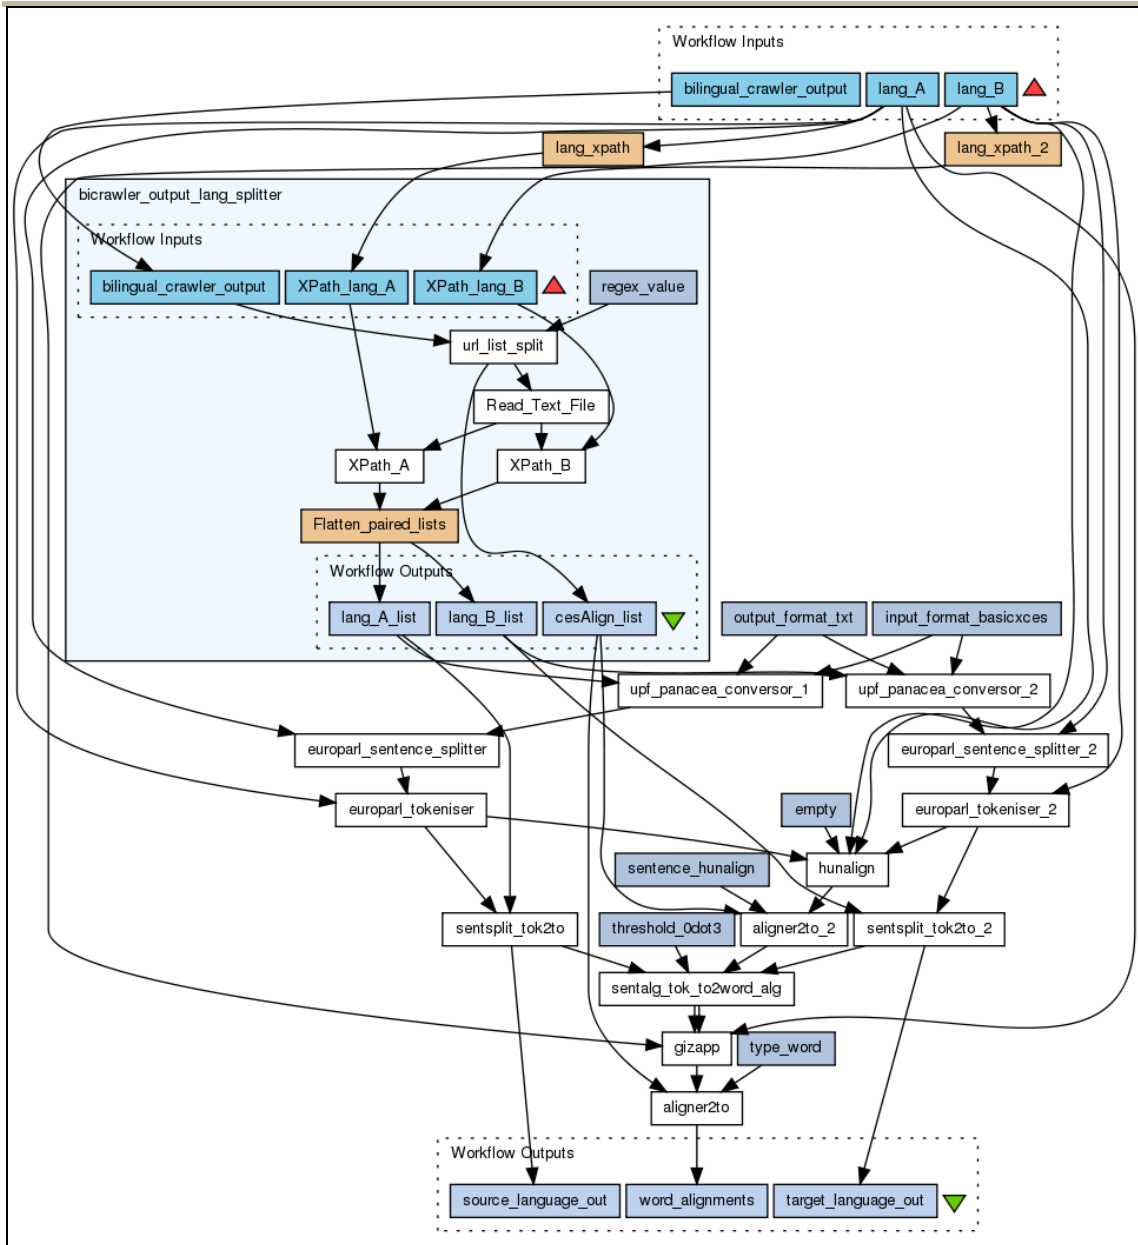 Workflow Inputs
bilingual_crawler_output lang_A lang_B
lang_xpath lang_xpath_2
bicrawler_output_lang_splitter
Workflow Inputs
bilingual_crawler_output XPath_lang_A XPath_lang_B regex_value
url_list_split
Read_Text_File
XPath_A XPath_B
Flatten_paired_lists
Workflow Outputs
lang_A_list lang_B_list cesAlign_list output_format_txt input_format_basicxces
upf_panacea_conversor_1 upf_panacea_conversor_2
europarl_sentence_splitter europarl_sentence_splitter_2
europarl_tokeniser empty europarl_tokeniser_2
sentence_hunalign hunalign
sentsplit_tok2to threshold_0dot3 aligner2to_2 sentsplit_tok2to_2
sentalg_tok_to2word_alg
gizapp type_word
aligner2to
Workflow Outputs
source_language_out word_alignments target_language_out